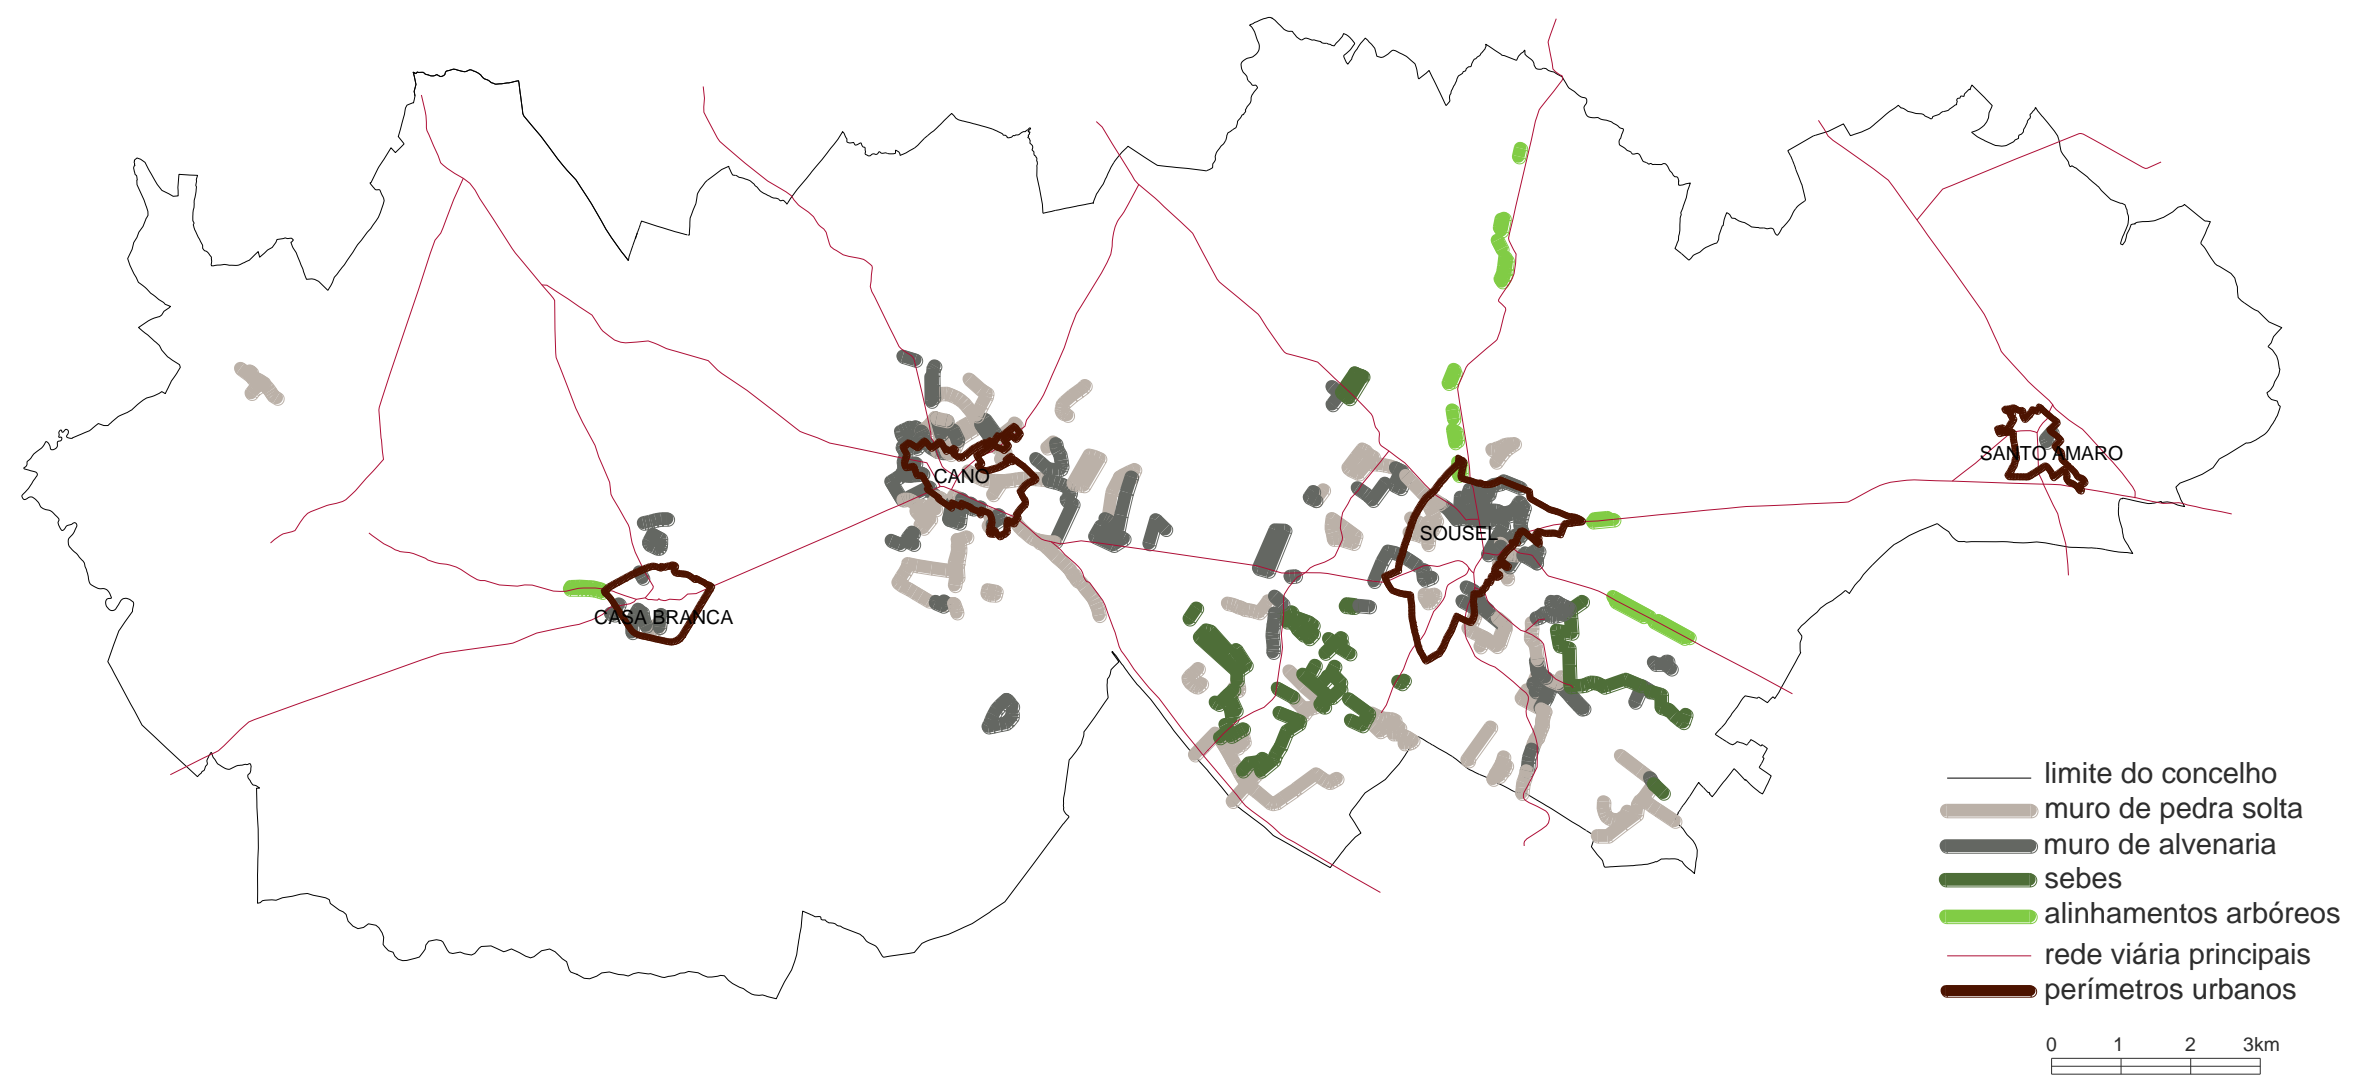 CANO
SANTO AMARO
SOUSEL
CASA BRANCA
limite do concelho
muro de pedra solta
muro de alvenaria
sebes
alinhamentos arbóreos
rede viária principais
perímetros urbanos
0 1 2 3km